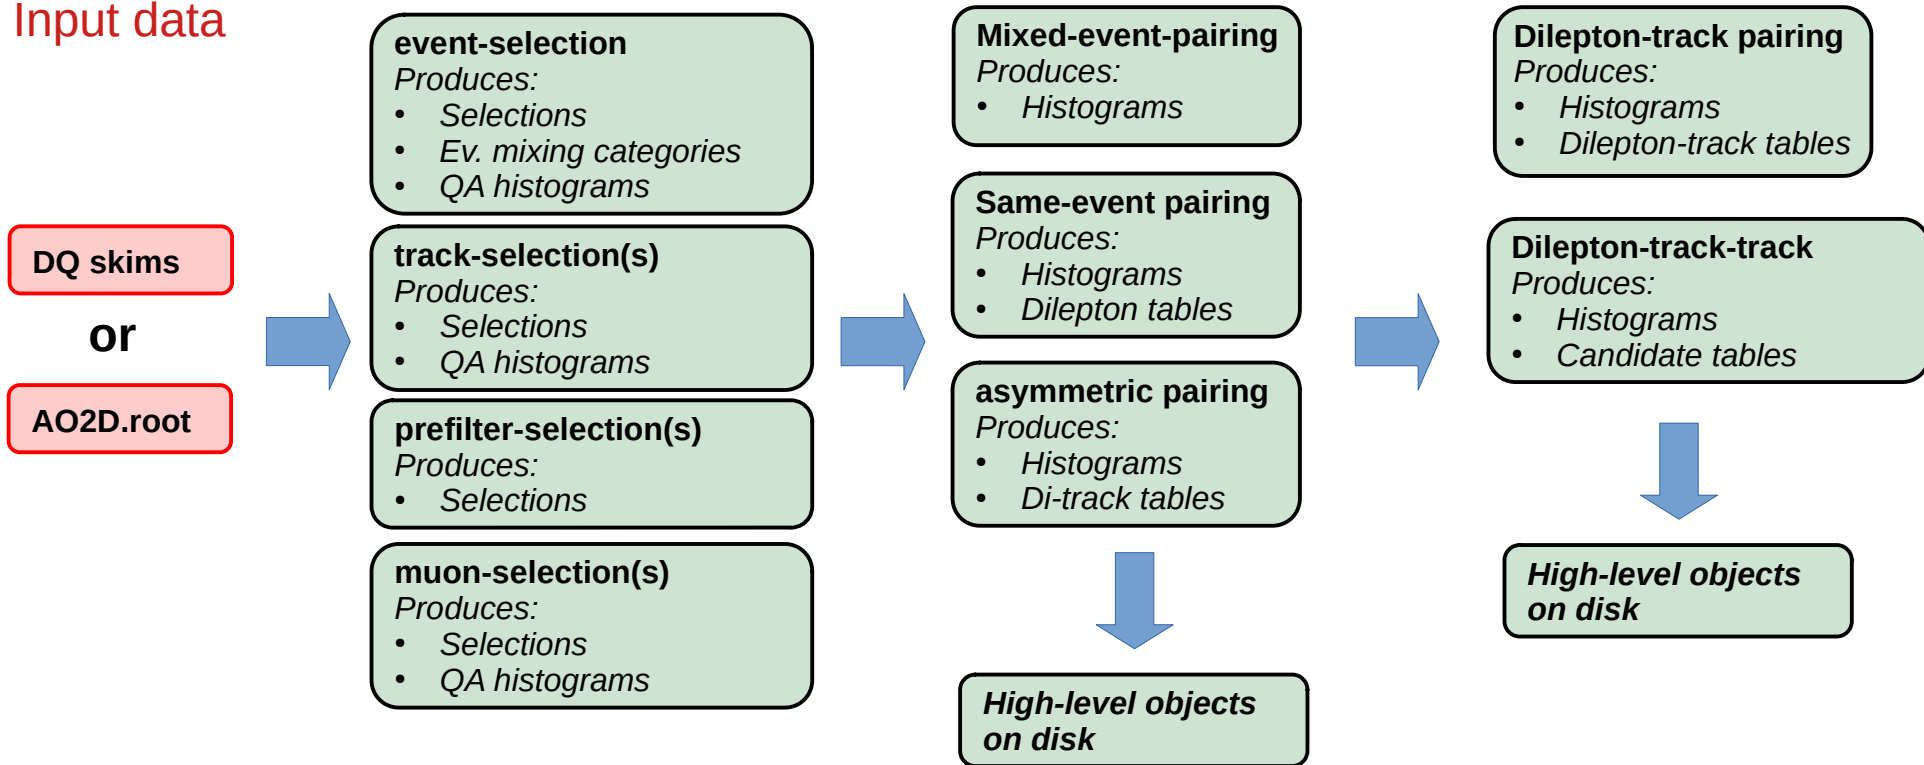 Input data
DQ skims
or
AO2D.root
event-selection
Produces:
• Selections
• Ev. mixing categories
• QA histograms
track-selection(s)
Produces:
• Selections
• QA histograms
prefilter-selection(s)
Produces:
• Selections
muon-selection(s)
Produces:
• Selections
• QA histograms
Mixed-event-pairing
Produces:
• Histograms
Same-event pairing
Produces:
• Histograms
• Dilepton tables
asymmetric pairing
Produces:
• Histograms
• Di-track tables
High-level objects
on disk
Dilepton-track pairing
Produces:
• Histograms
• Dilepton-track tables
Dilepton-track-track
Produces:
• Histograms
• Candidate tables
High-level objects
on disk